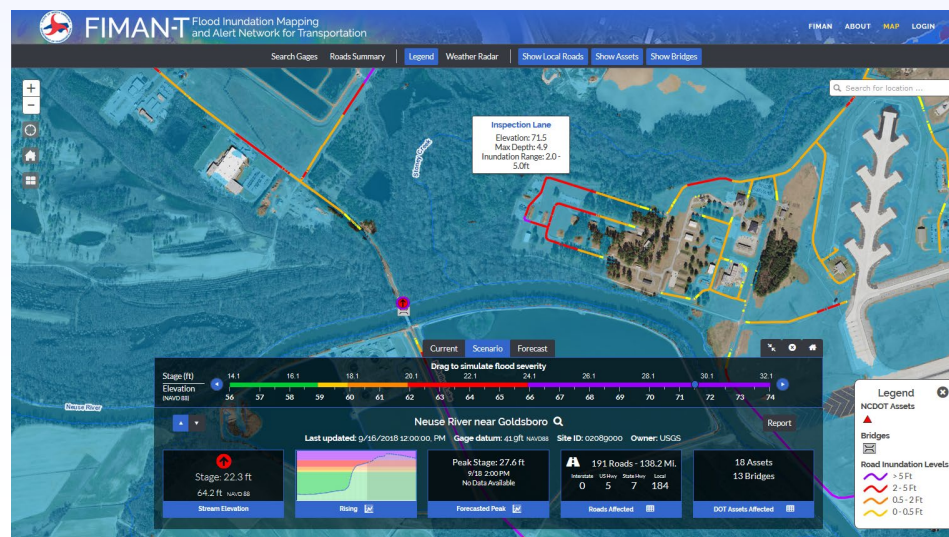 FIMAN-T
Flood Inundation Mapping
and Alert Network for Transportation
FIMAN ABOUT MAP LOGIN
Search Gages Roads Summary Legend Weather Radar Show Local Roads Show Assets Show Bridges
+
−
Search for location ...
Inspection Lane
Elevation: 71.5
Max Depth: 4.9
Inundation Range: 2.0 -
5.0ft
Stoney Creek
Neuse River
Current Scenario Forecast
Drag to simulate flood severity
Stage (ft) 14.1 16.1 18.1 20.1 22.1 24.1 26.1 28.1 30.1 32.1
Elevation
(NAVD 88) 56 57 58 59 60 61 62 63 64 65 66 67 68 69 70 71 72 73 74
Neuse River near Goldsboro
Report
Last updated: 9/16/2018 12:00:00 PM Gage datum: 41.9ft NAVD88 Site ID: 02089000 Owner: USGS
Stage: 22.3 ft
64.2 ft NAVD 88
Stream Elevation
Rising
Peak Stage: 27.6 ft
9/18 2:00 PM
No Data Available
Forecasted Peak
191 Roads - 138.2 Mi.
Interstate US Hwy State Hwy Local
0 5 7 184
Roads Affected
18 Assets
13 Bridges
DOT Assets Affected
Legend
NCDOT Assets
Bridges
Road Inundation Levels
> 5 Ft
2 - 5 Ft
0.5 - 2 Ft
0 - 0.5 Ft